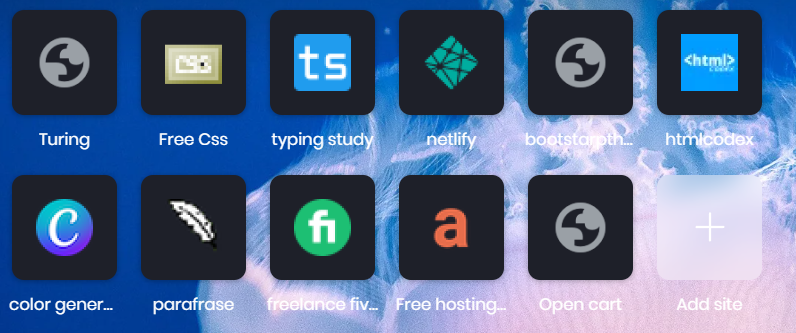 css
ts
<html>
codex
Turing
Free Css
typing study
netlify
bootstarpth...
htmlcodex
C
fi
a
color gener...
parafrase
freelance fiv...
Free hosting...
Open cart
Add site